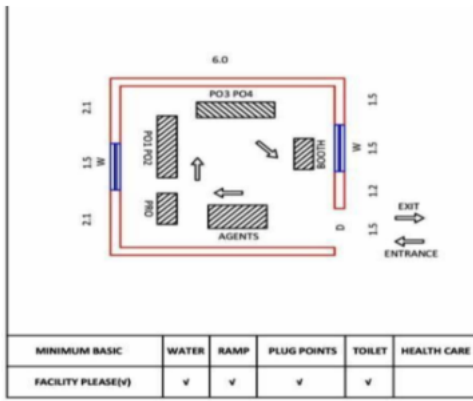 6.0
PO3 PO4
2.1
1.5
PO1 PO2
1.5
W
BOOTH
W
1.5
1.2
PRO
2.1
AGENTS
D
1.5
EXIT
ENTRANCE
MINIMUM BASIC WATER RAMP PLUG POINTS TOILET HEALTH CARE
FACILITY PLEASE(√) √ √ √ √